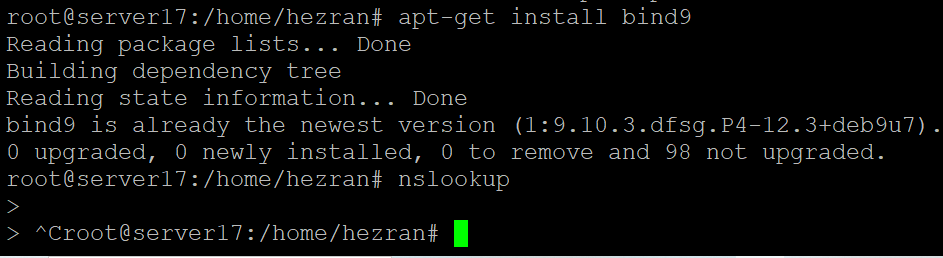 root@server17:/home/hezran# apt-get install bind9
Reading package lists... Done
Building dependency tree
Reading state information... Done
bind9 is already the newest version (1:9.10.3.dfsg.P4-12.3+deb9u7).
0 upgraded, 0 newly installed, 0 to remove and 98 not upgraded.
root@server17:/home/hezran# nslookup
>
> ^Croot@server17:/home/hezran#